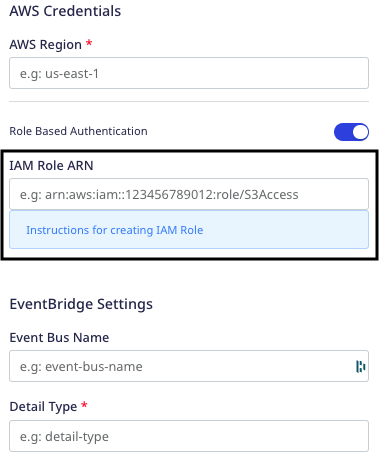 AWS Credentials
AWS Region *
e.g: us-east-1
Role Based Authentication
IAM Role ARN
e.g: arn:aws:iam::123456789012:role/S3Access
Instructions for creating IAM Role
EventBridge Settings
Event Bus Name
e.g: event-bus-name
Detail Type *
e.g: detail-type